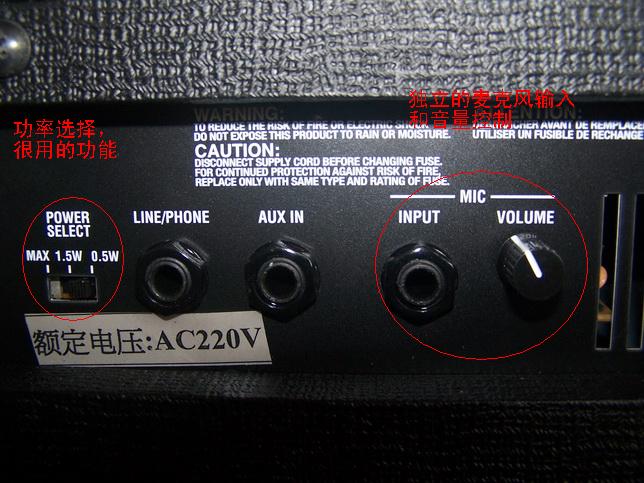 独立的麦克风输入
和音量控制
功率选择，
很用的功能
WARNING:
TO REDUCE THE RISK OF FIRE OR ELECTRIC SHOCK
DO NOT EXPOSE THIS PRODUCT TO RAIN OR MOISTURE.
UTILISER UN FUSIBLE DE RECHANGE
CAUTION:
DISCONNECT SUPPLY CORD BEFORE CHANGING FUSE.
FOR CONTINUED PROTECTION AGAINST RISK OF FIRE,
REPLACE ONLY WITH SAME TYPE AND RATING OF FUSE.
MIC
POWER
SELECT
LINE/PHONE
AUX IN
INPUT
VOLUME
MAX 1.5W 0.5W
额定电压:AC220V